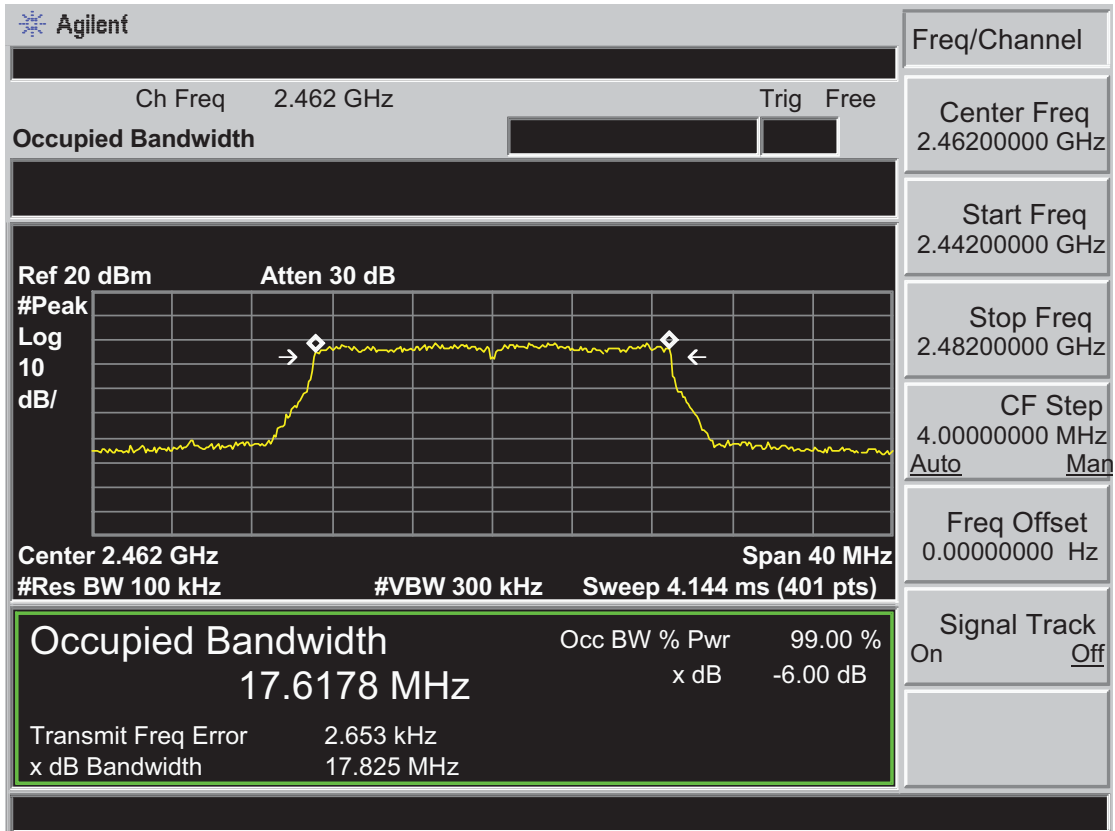 Agilent
Freq/Channel
Ch Freq 2.462 GHz Trig Free
Occupied Bandwidth
Center Freq
2.46200000 GHz
Start Freq
2.44200000 GHz
Stop Freq
2.48200000 GHz
CF Step
4.00000000 MHz
Auto Man
Freq Offset
0.00000000 Hz
Signal Track
On Off
Ref 20 dBm Atten 30 dB
#Peak
Log
10
dB/
Center 2.462 GHz Span 40 MHz
#Res BW 100 kHz #VBW 300 kHz Sweep 4.144 ms (401 pts)
Occupied Bandwidth Occ BW % Pwr 99.00 %
17.6178 MHz x dB -6.00 dB
Transmit Freq Error 2.653 kHz
x dB Bandwidth 17.825 MHz